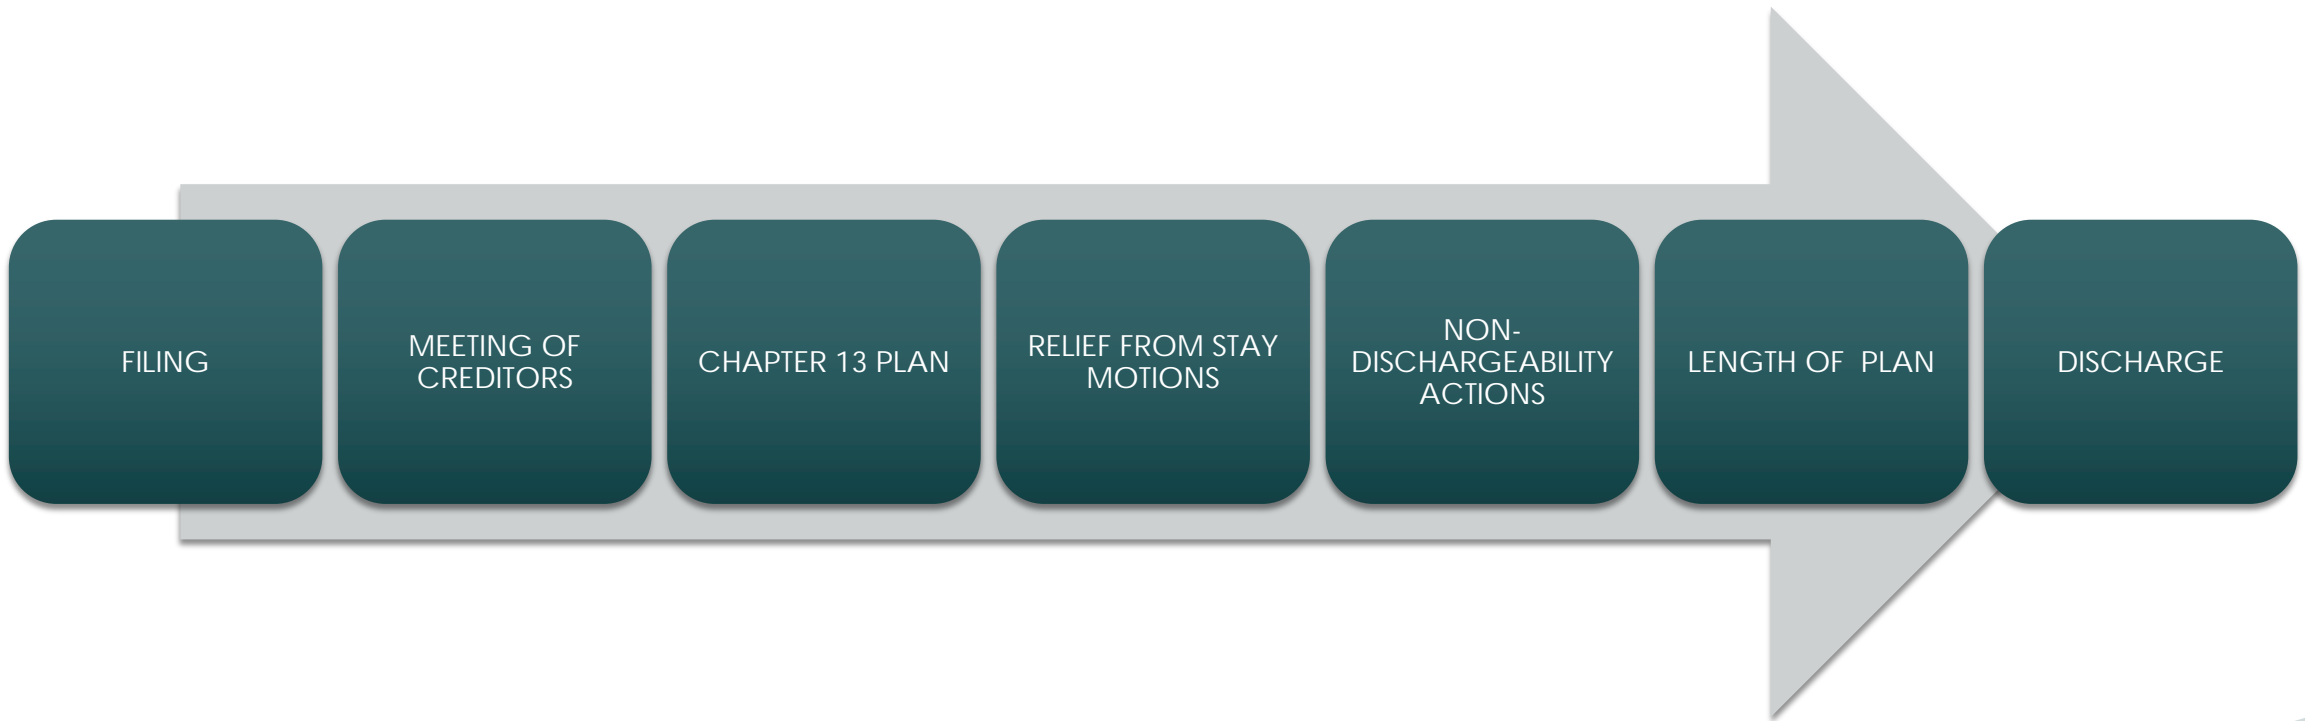 FILING
MEETING OF
CREDITORS
CHAPTER 13 PLAN
RELIEF FROM STAY
MOTIONS
NON-
DISCHARGEABILITY
ACTIONS
LENGTH OF  PLAN
DISCHARGE